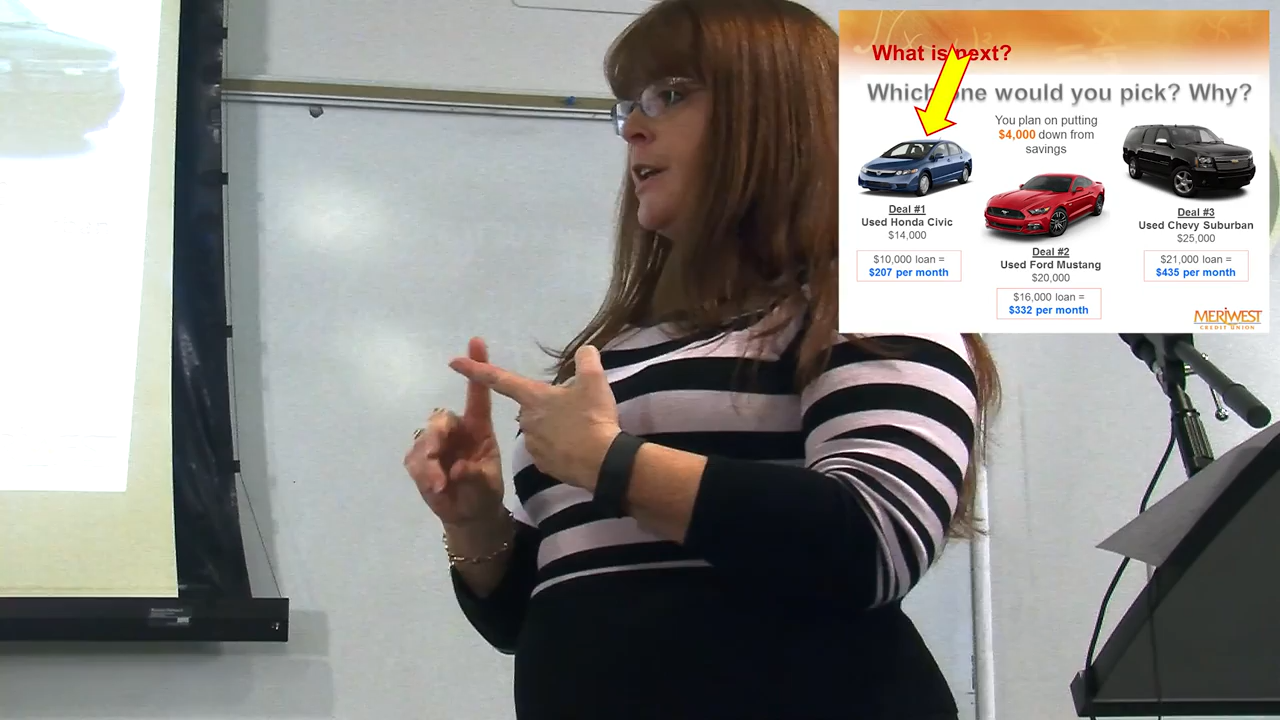 What is next?
Which one would you pick? Why?
You plan on putting
$4,000 down from
savings
Deal #1
Used Honda Civic
$14,000
$10,000 loan =
$207 per month
Deal #2
Used Ford Mustang
$20,000
$16,000 loan =
$332 per month
Deal #3
Used Chevy Suburban
$25,000
$21,000 loan =
$435 per month
MERIWEST
CREDIT UNION